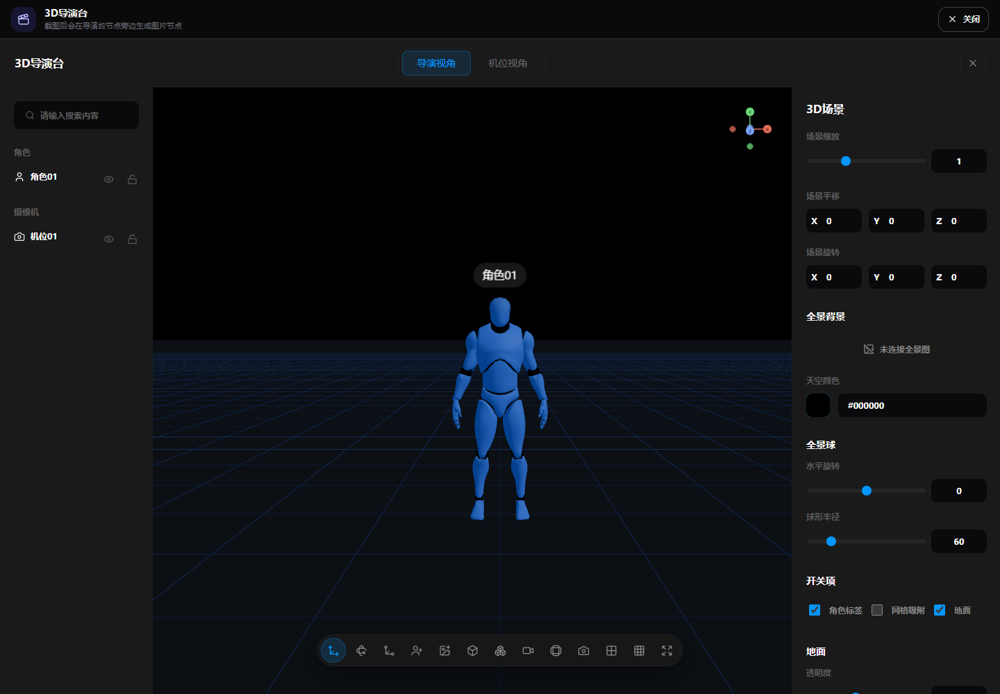 3D导演台
截图后会在导演台节点旁边生成图片节点
关闭
3D导演台
导演视角
机位视角
请输入搜索内容
角色
角色01
摄像机
机位01
Y
X
Z
角色01
3D场景
场景缩放
1
场景平移
X 0
Y 0
Z 0
场景旋转
X 0
Y 0
Z 0
全景背景
未连接全景图
天空颜色
#000000
全景球
水平旋转
0
球形半径
60
开关项
角色标签
网格吸附
地面
地面
透明度